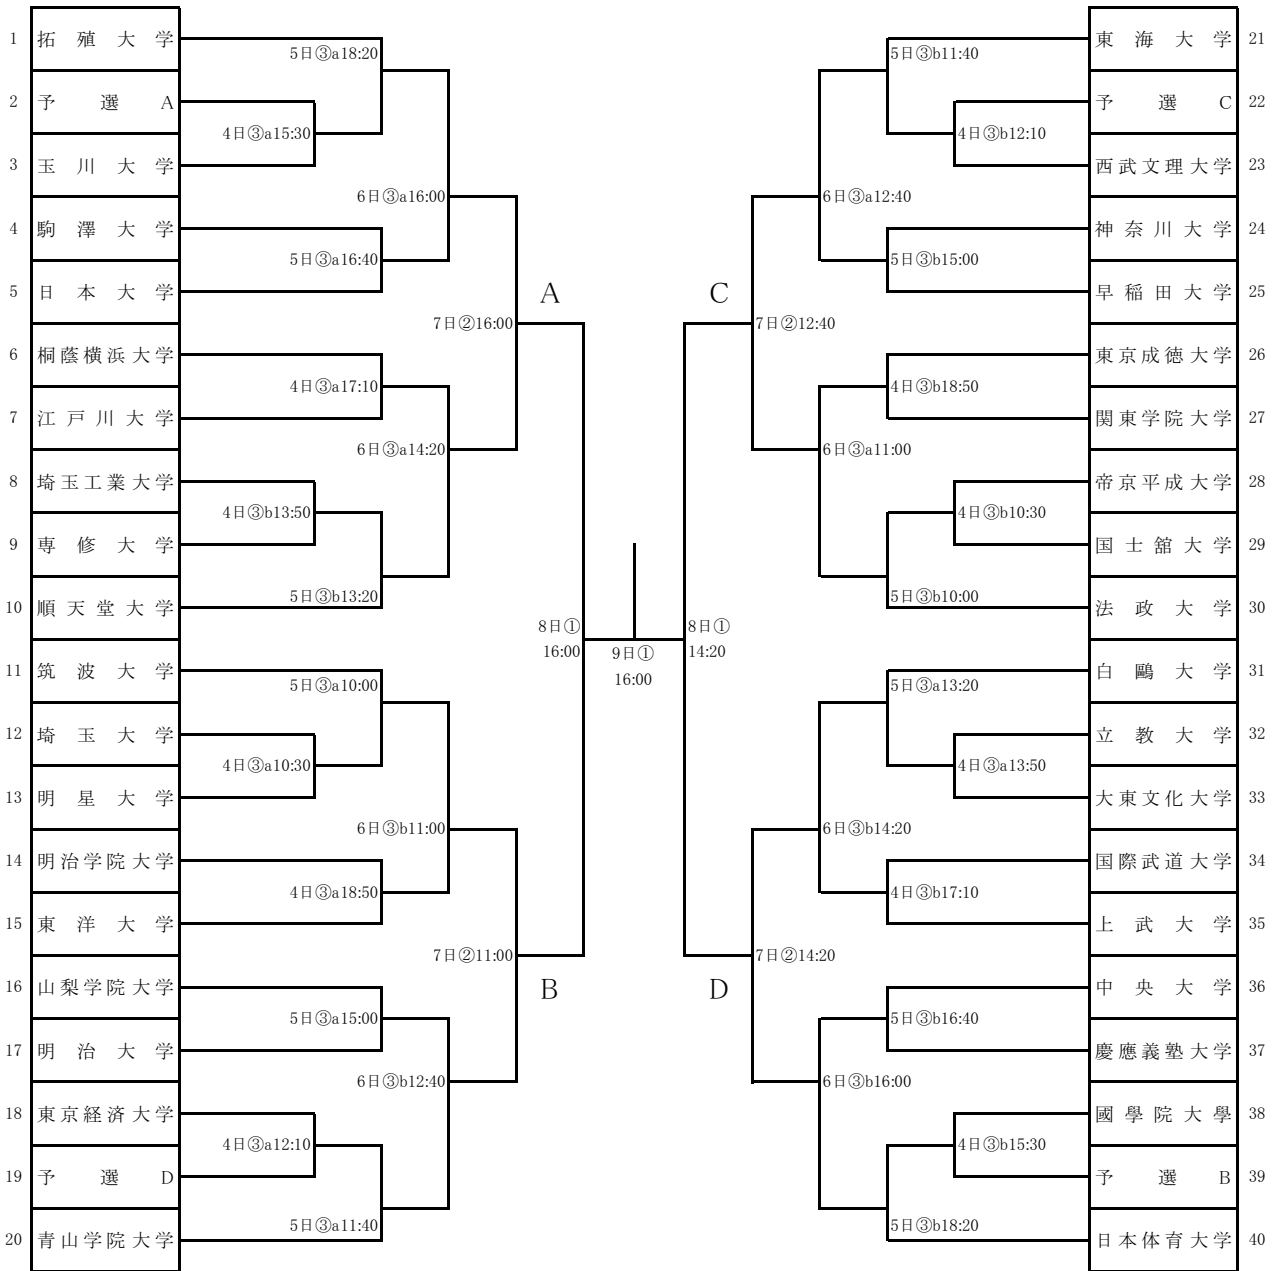 1 拓殖大学
5日③a18:20
2 予選A
4日③a15:30
3 玉川大学
6日③a16:00
4 駒澤大学
5日③a16:40
5 日本大学
A
7日②16:00
6 桐蔭横浜大学
4日③a17:10
7 江戸川大学
6日③a14:20
8 埼玉工業大学
4日③b13:50
9 専修大学
5日③b13:20
10 順天堂大学
8日①
16:00
11 筑波大学
5日③a10:00
12 埼玉大学
4日③a10:30
13 明星大学
6日③b11:00
14 明治学院大学
4日③a18:50
15 東洋大学
7日②11:00
B
16 山梨学院大学
5日③a15:00
17 明治大学
6日③b12:40
18 東京経済大学
4日③a12:10
19 予選D
5日③a11:40
20 青山学院大学
9日①
16:00
東海大学 21
5日③b11:40
予選C 22
4日③b12:10
西武文理大学 23
6日③a12:40
神奈川大学 24
5日③b15:00
早稲田大学 25
C
7日②12:40
東京成徳大学 26
4日③b18:50
関東学院大学 27
6日③a11:00
帝京平成大学 28
4日③b10:30
国士舘大学 29
5日③b10:00
法政大学 30
8日①
14:20
白鷗大学 31
5日③a13:20
立教大学 32
4日③a13:50
大東文化大学 33
6日③b14:20
国際武道大学 34
4日③b17:10
上武大学 35
7日②14:20
D
中央大学 36
5日③b16:40
慶應義塾大学 37
6日③b16:00
國學院大學 38
4日③b15:30
予選B 39
5日③b18:20
日本体育大学 40